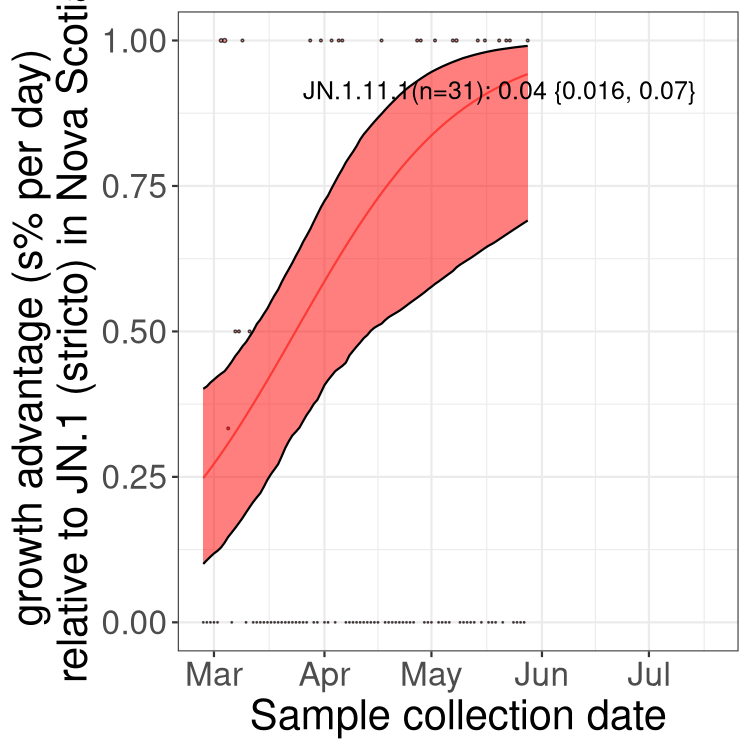 growth advantage (s% per day)
relative to JN.1 (stricto) in Nova Scotia
1.00
0.75
0.50
0.25
0.00
JN.1.11.1(n=31): 0.04 {0.016, 0.07}
Mar Apr May Jun Jul
Sample collection date